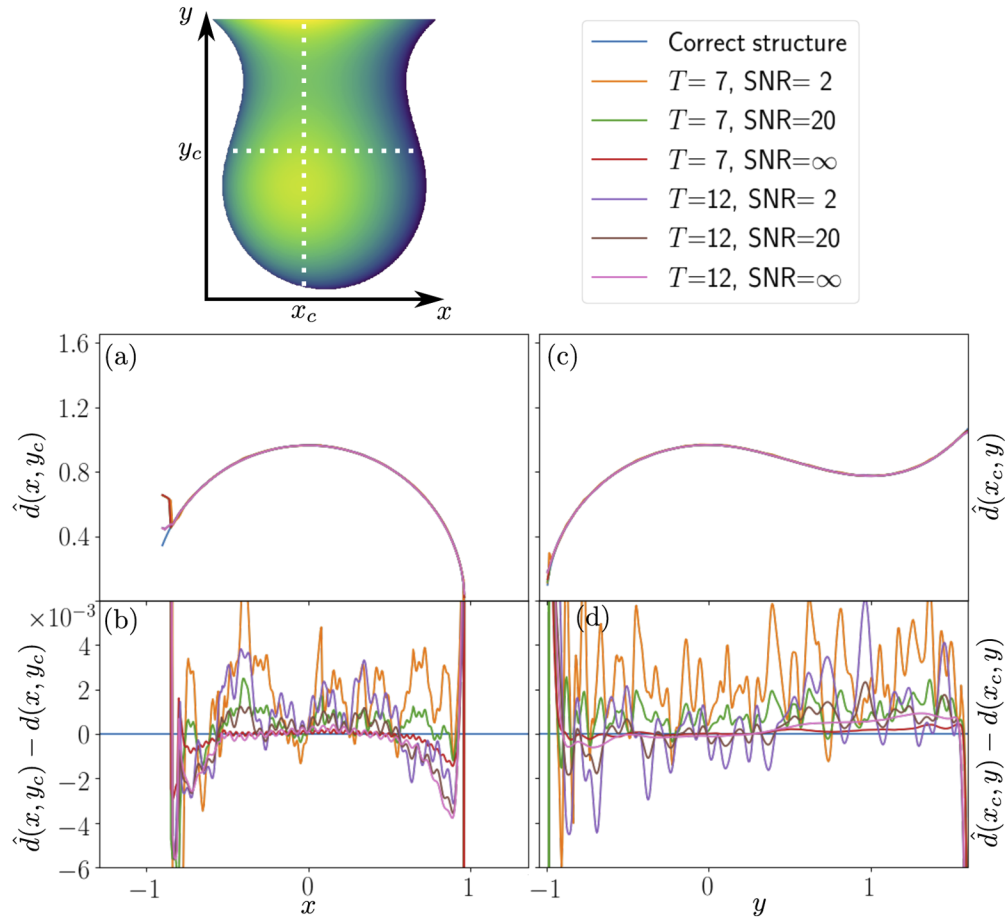 y
y_c
x_c
x
Correct structure
T= 7, SNR= 2
T= 7, SNR=20
T= 7, SNR=∞
T=12, SNR= 2
T=12, SNR=20
T=12, SNR=∞
(a)
1.6
1.2
0.8
0.4
d̂(x, y_c)
(c)
d̂(x_c, y)
×10⁻³
(b)
4
2
0
−2
−4
−6
d̂(x, y_c) − d(x, y_c)
−1
0
1
x
(d)
d̂(x_c, y) − d(x_c, y)
−1
0
1
y